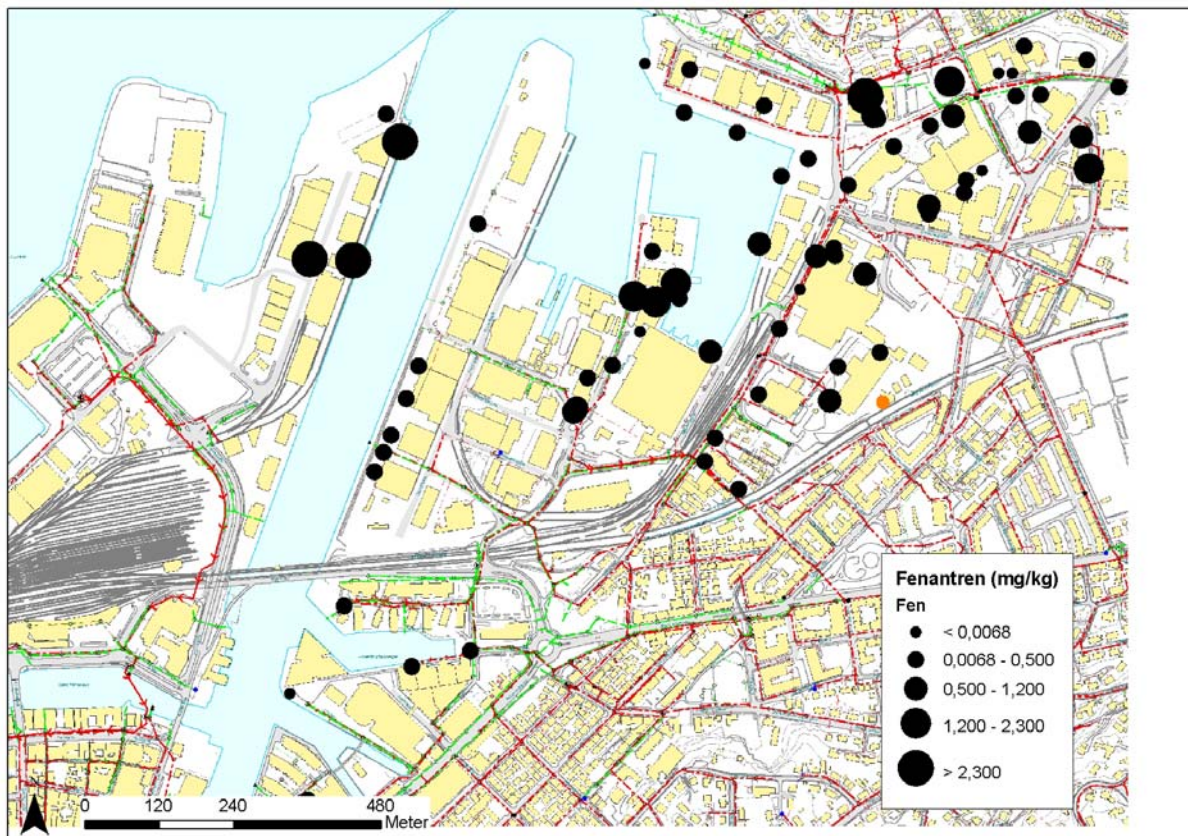 Fenantren (mg/kg)
Fen
< 0,0068
0,0068 - 0,500
0,500 - 1,200
1,200 - 2,300
> 2,300
0 120 240 480
Meter